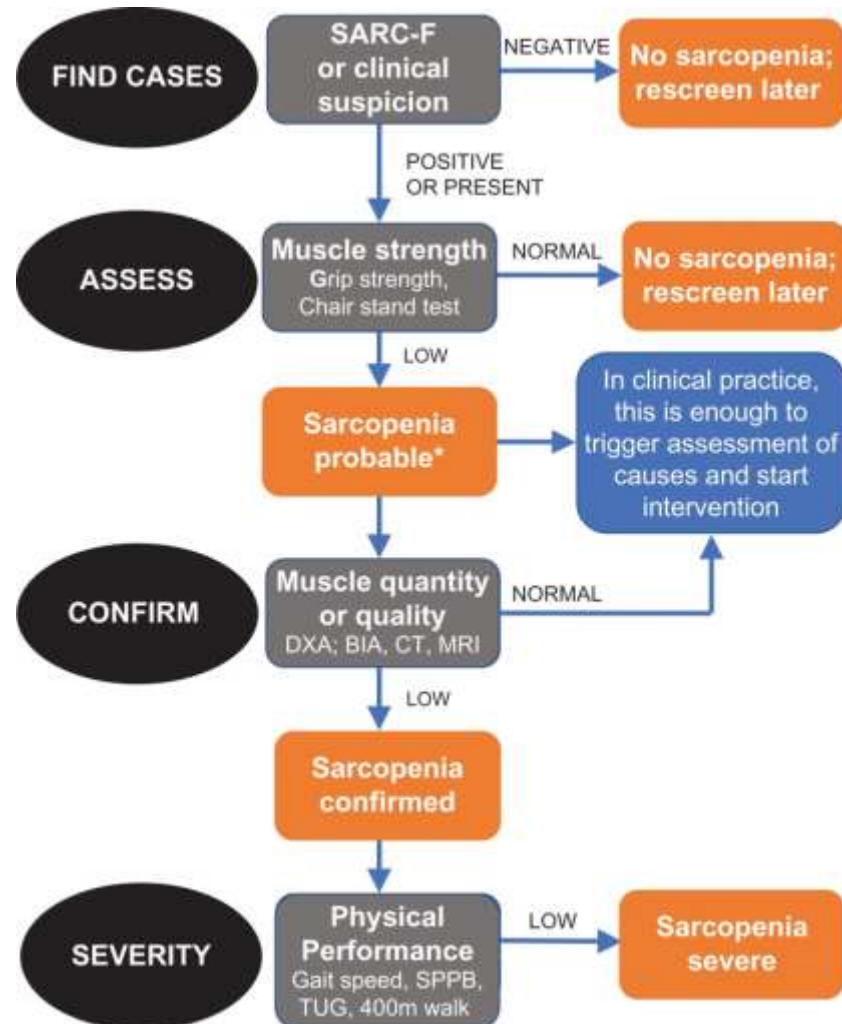 FIND CASES
SARC-F
or clinical
suspicion
NEGATIVE
No sarcopenia;
rescreen later
POSITIVE
OR PRESENT
ASSESS
Muscle strength
Grip strength,
Chair stand test
NORMAL
No sarcopenia;
rescreen later
LOW
Sarcopenia
probable*
In clinical practice,
this is enough to
trigger assessment of
causes and start
intervention
CONFIRM
Muscle quantity
or quality
DXA; BIA, CT, MRI
NORMAL
LOW
Sarcopenia
confirmed
SEVERITY
Physical
Performance
Gait speed, SPPB,
TUG, 400m walk
LOW
Sarcopenia
severe